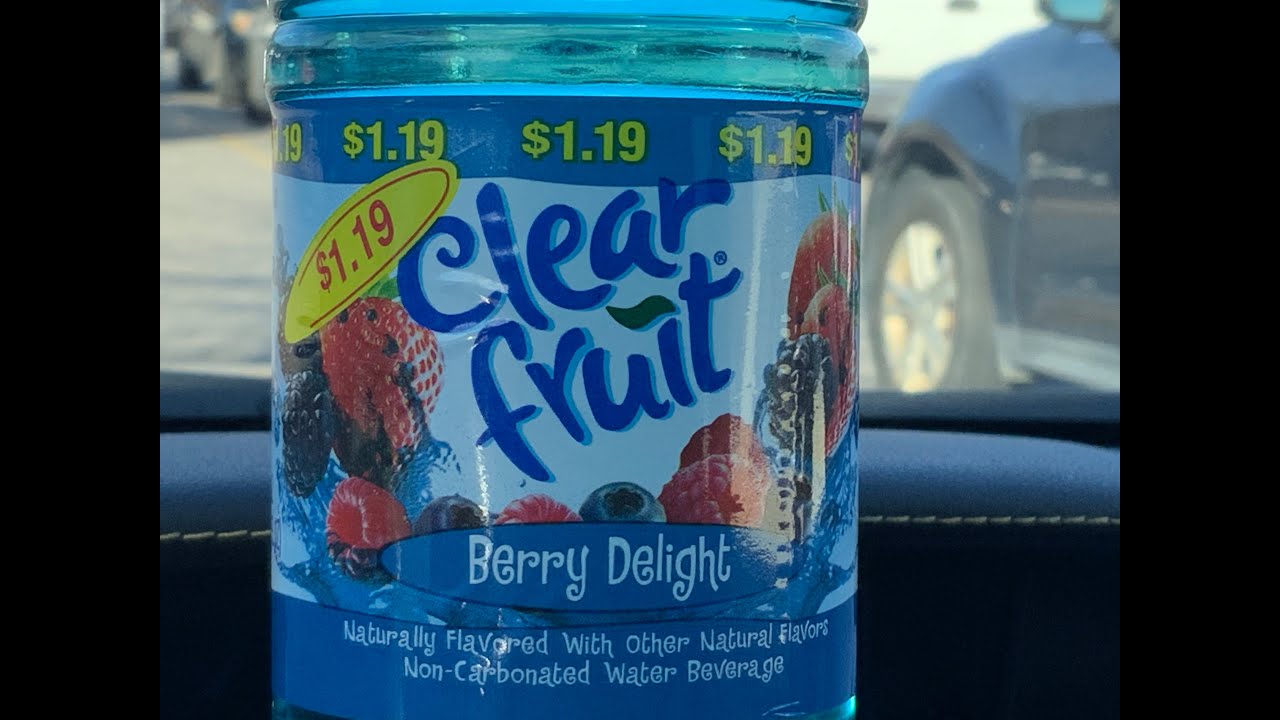 .19 $1.19 $1.19 $1.19 $
$1.19
Clear
fruit®
Berry Delight
Naturally Flavored With Other Natural Flavors
Non-Carbonated Water Beverage